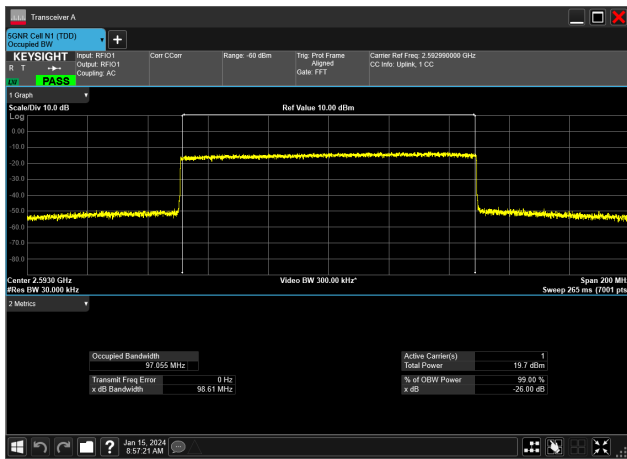 Transceiver A
5GNR Cell N1 (TDD)
Occupied BW
KEYSIGHT
R T
PASS
Input: RFIO1
Output: RFIO1
Coupling: AC
Corr CCorr
Range: -60 dBm
Trig: Prot Frame
Aligned
Gate: FFT
Carrier Ref Freq: 2.592990000 GHz
CC Info: Uplink, 1 CC
1 Graph
Scale/Div 10.0 dB
Ref Value 10.00 dBm
Log
0.00
-10.0
-20.0
-30.0
-40.0
-50.0
-60.0
-70.0
-80.0
Center 2.5930 GHz
Video BW 300.00 kHz*
Span 200 MH
#Res BW 30.000 kHz
Sweep 265 ms (7001 pts
2 Metrics
Occupied Bandwidth
97.055 MHz
Transmit Freq Error 0 Hz
x dB Bandwidth 98.61 MHz
Active Carrier(s) 1
Total Power 19.7 dBm
% of OBW Power 99.00 %
x dB -26.00 dB
?
Jan 15, 2024
8:57:21 AM